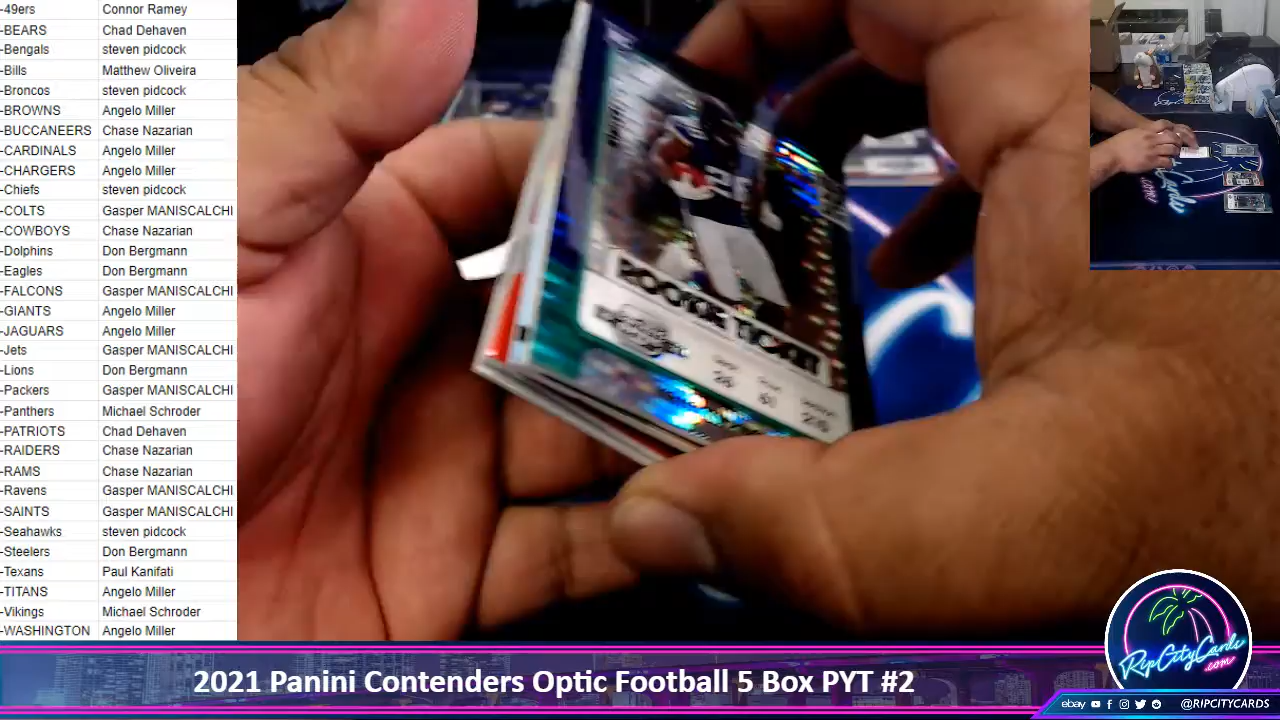 -49ers Connor Ramey
-BEARS Chad Dehaven
-Bengals steven pidcock
-Bills Matthew Oliveira
-Broncos steven pidcock
-BROWNS Angelo Miller
-BUCCANEERS Chase Nazarian
-CARDINALS Angelo Miller
-CHARGERS Angelo Miller
-Chiefs steven pidcock
-COLTS Gasper MANISCALCHI
-COWBOYS Chase Nazarian
-Dolphins Don Bergmann
-Eagles Don Bergmann
-FALCONS Gasper MANISCALCHI
-GIANTS Angelo Miller
-JAGUARS Angelo Miller
-Jets Gasper MANISCALCHI
-Lions Don Bergmann
-Packers Gasper MANISCALCHI
-Panthers Michael Schroder
-PATRIOTS Chad Dehaven
-RAIDERS Chase Nazarian
-RAMS Chase Nazarian
-Ravens Gasper MANISCALCHI
-SAINTS Gasper MANISCALCHI
-Seahawks steven pidcock
-Steelers Don Bergmann
-Texans Paul Kanifati
-TITANS Angelo Miller
-Vikings Michael Schroder
-WASHINGTON Angelo Miller
ROOKIE TICKET
2021 Panini Contenders Optic Football 5 Box PYT #2
RipCityCards
.com
ebay @RIPCITYCARDS